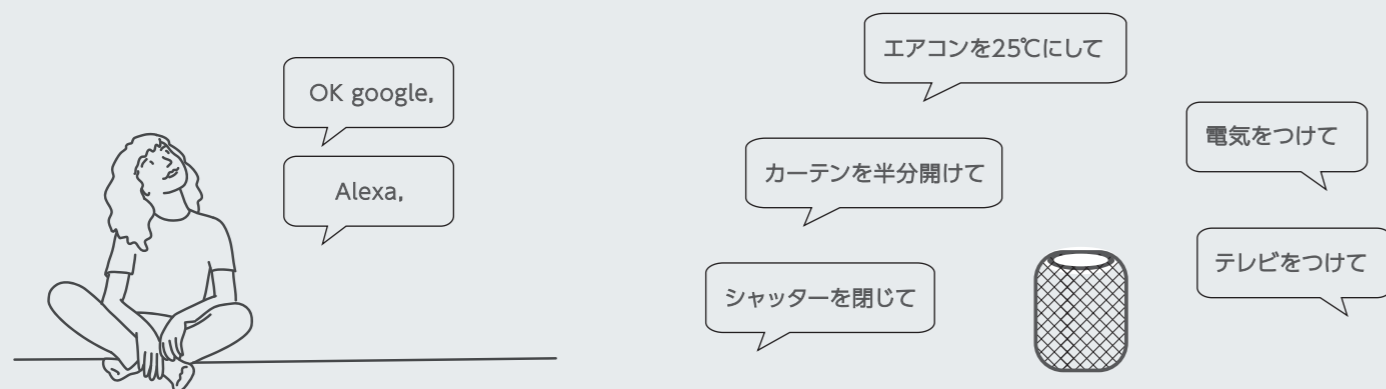 OK google,
Alexa,
エアコンを25℃にして
カーテンを半分開けて
シャッターを閉じて
電気をつけて
テレビをつけて